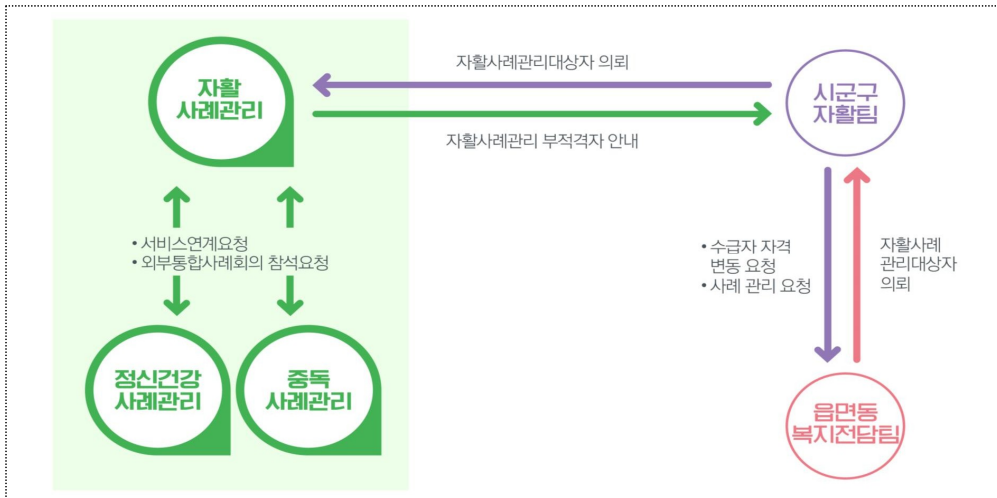 자활사례관리대상자 의뢰
자활
사례관리
시군구
자활팀
자활사례관리 부적격자 안내
• 서비스연계요청
• 외부통합사례회의 참석요청
• 수급자 자격
변동 요청
• 사례 관리 요청
자활사례
관리대상자
의뢰
정신건강
사례관리
중독
사례관리
읍면동
복지전담팀